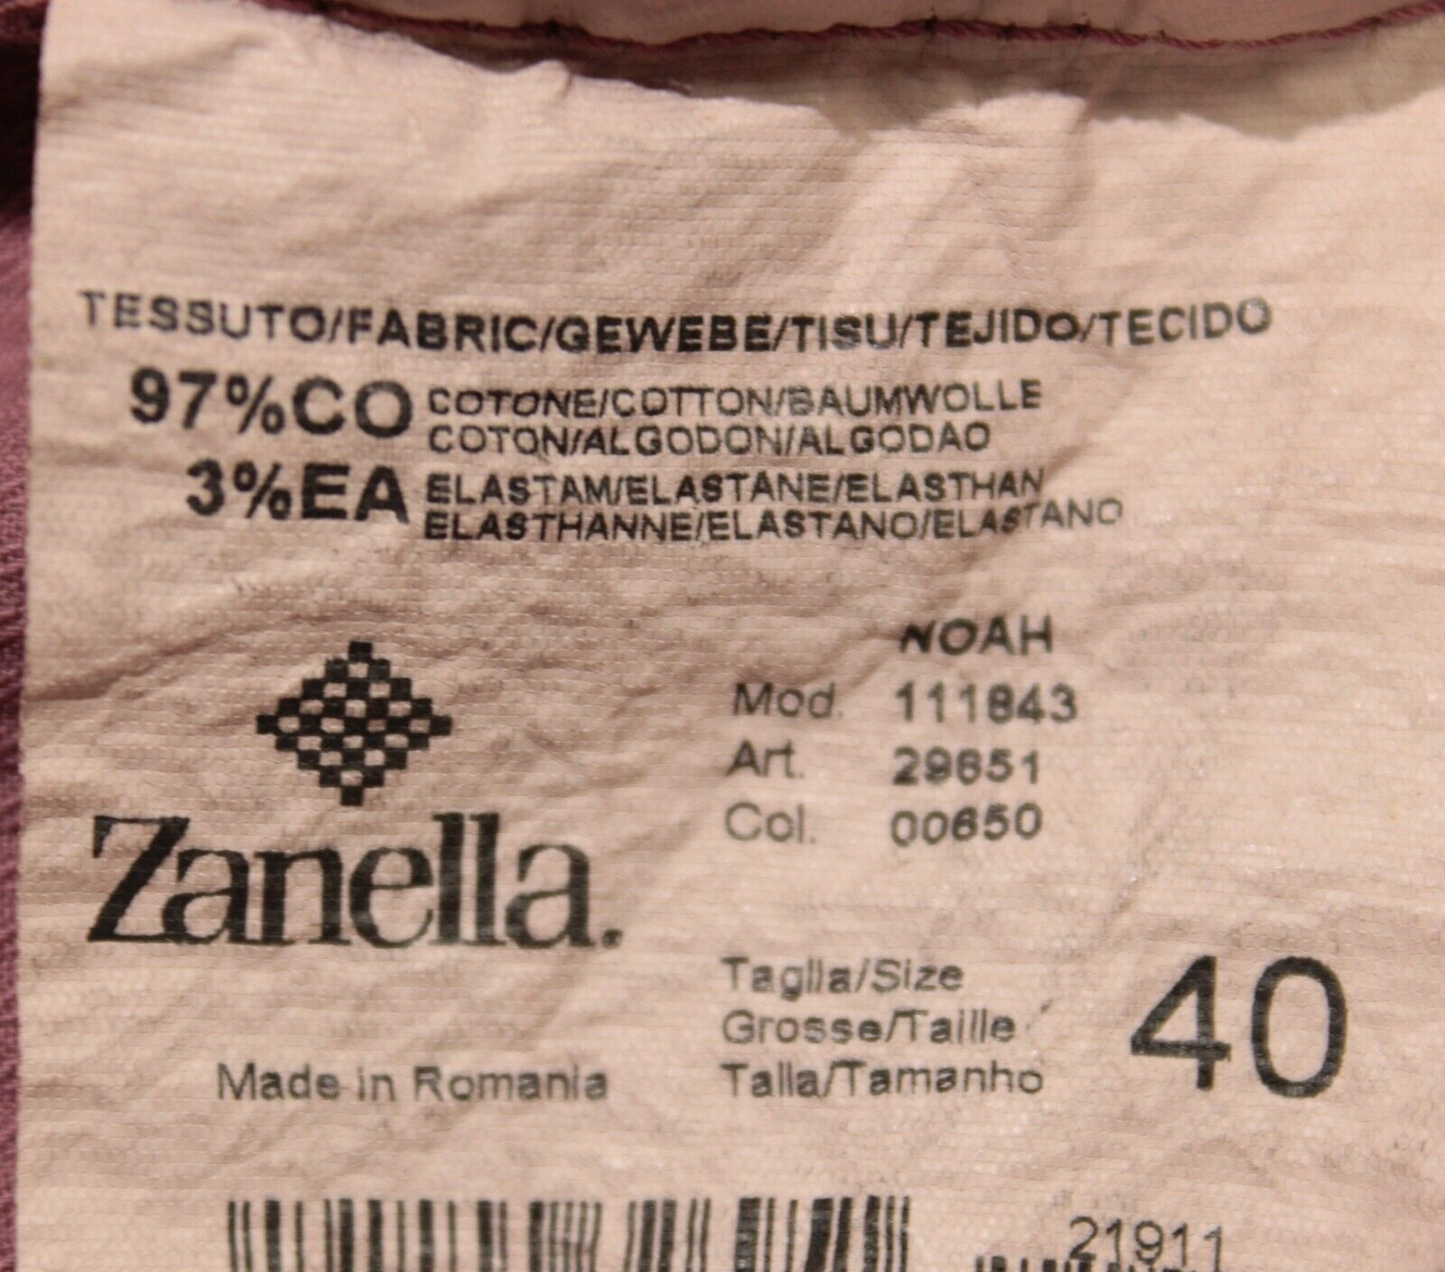 TESSUTO/FABRIC/GEWEBE/TISU/TEJIDO/TECIDO
97%CO COTONE/COTTON/BAUMWOLLE
COTON/ALGODON/ALGODAO
3%EA ELASTAM/ELASTANE/ELASTHAN
ELASTHANNE/ELASTANO/ELASTANO
NOAH
Mod. 111843
Art. 29651
Col. 00650
Zanella.
Taglia/Size
Grosse/Taille
Talla/Tamanho
40
Made in Romania
21911